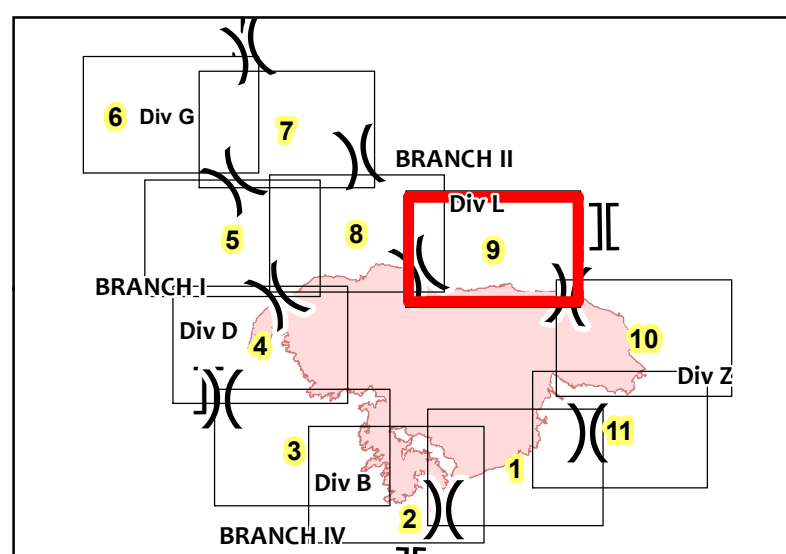 6
Div G
7
BRANCH II
Div L
5
8
9
BRANCH I
Div D
4
10
Div Z
3
11
1
Div B
2
BRANCH IV